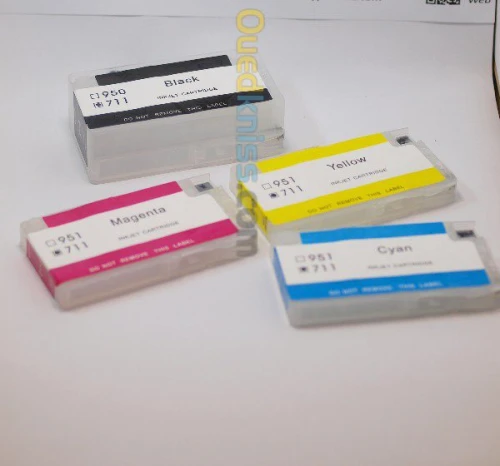 WEB
Black
950
711
INKJET CARTRIDGE
DO NOT REMOVE THIS LABEL
Yellow
951
711
INKJET CARTRIDGE
DO NOT REMOVE THIS LABEL
Magenta
951
711
INKJET CARTRIDGE
DO NOT REMOVE THIS LABEL
Cyan
951
711
INKJET CARTRIDGE
DO NOT REMOVE THIS LABEL
Ouedkniss.com